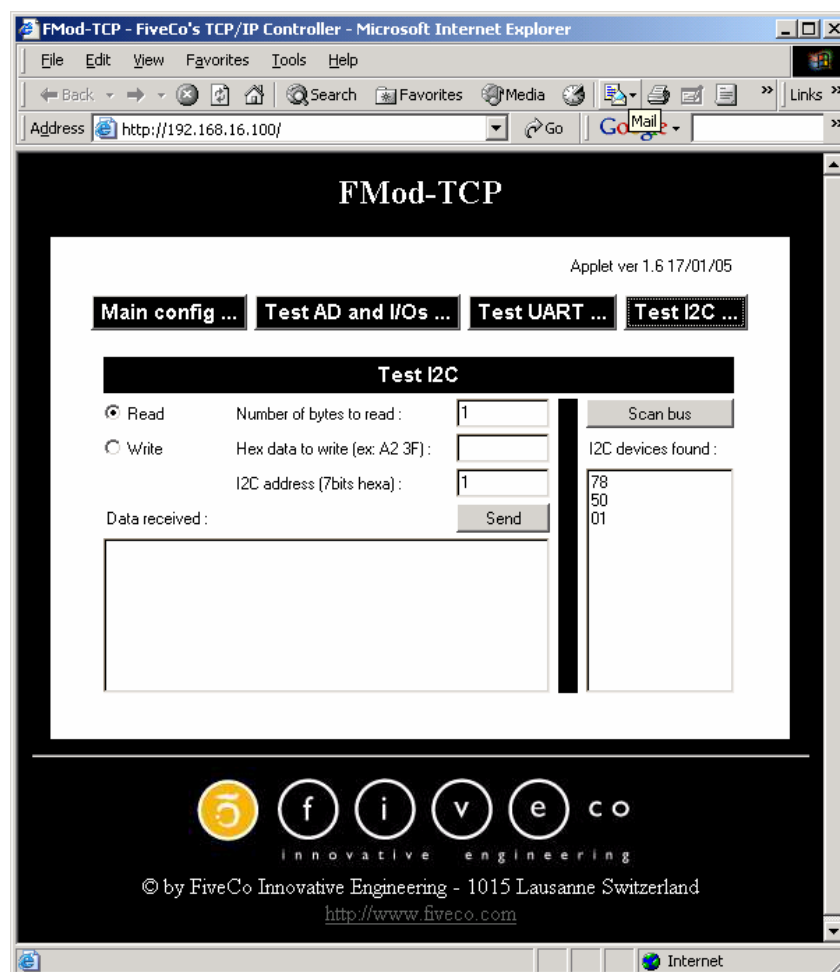 FMod-TCP - FiveCo's TCP/IP Controller - Microsoft Internet Explorer
File Edit View Favorites Tools Help
Back Search Favorites Media » Links »
Address http://192.168.16.100/ Go Mail »
FMod-TCP
Applet ver 1.6 17/01/05
Main config ... Test AD and I/Os ... Test UART ... Test I2C ...
Test I2C
Read Number of bytes to read : 1 Scan bus
Write Hex data to write (ex: A2 3F) : I2C devices found :
I2C address (7bits hexa) : 1 78
50
Data received : Send 01
5 f i v e c o
innovative engineering
© by FiveCo Innovative Engineering - 1015 Lausanne Switzerland
http://www.fiveco.com
Internet